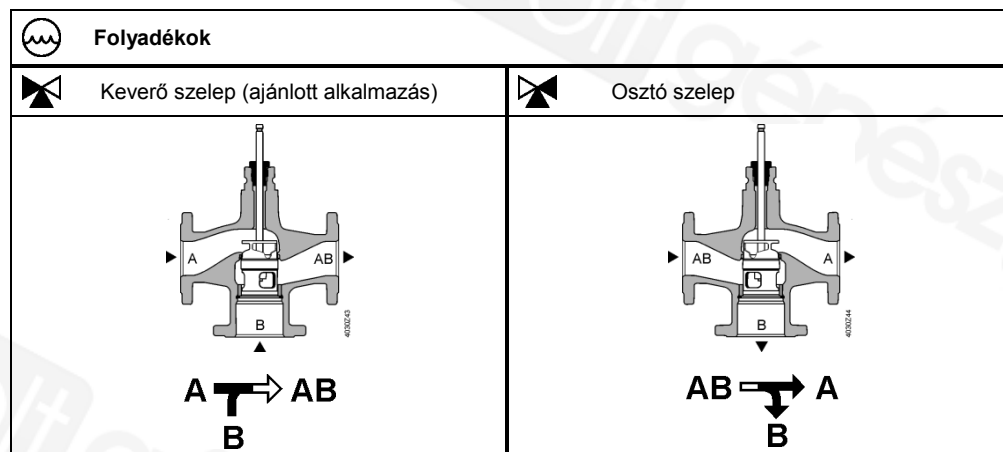 Folyadékok
Keverő szelep (ajánlott alkalmazás)
Osztó szelep
A
AB
B
4030Z43
AB
A
B
4030Z44
A AB
B
AB A
B